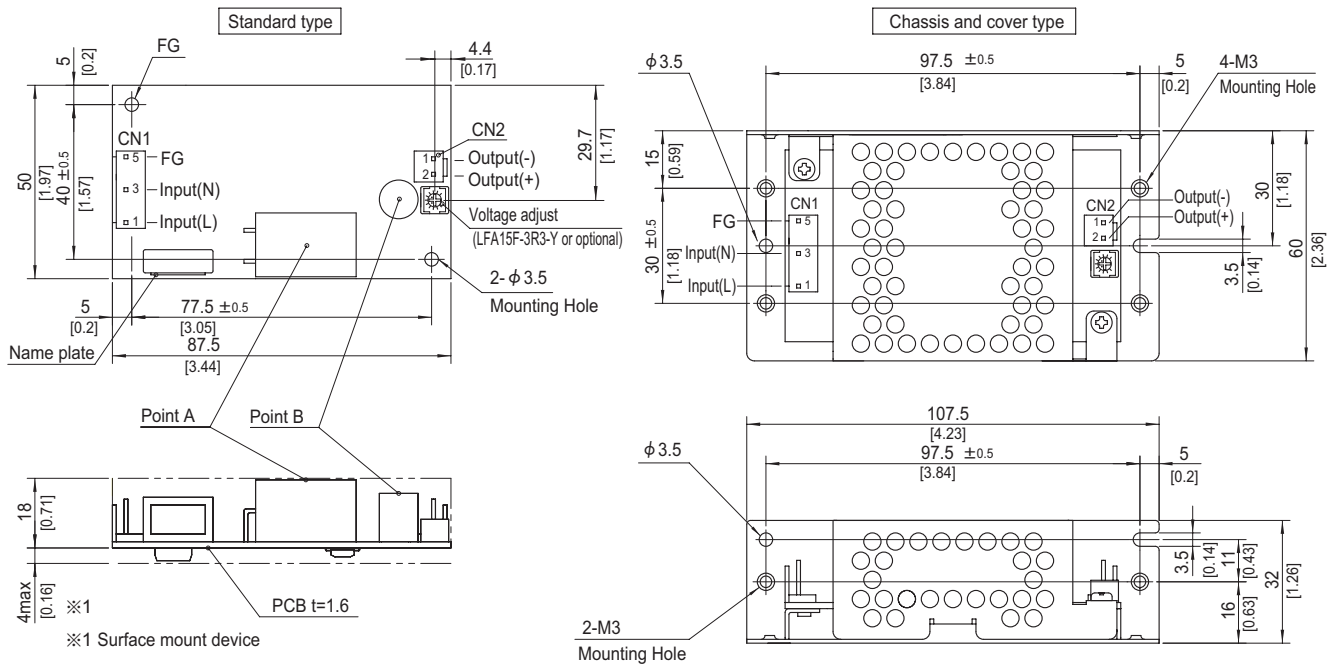 Standard type
FG
5
[0.2]
4.4
[0.17]
50
[1.97]
4.0 ±0.5
[1.57]
CN1
5
FG
3
Input(N)
1
Input(L)
CN2
1
Output(-)
2
Output(+)
Voltage adjust
(LFA15F-3R3-Y or optional)
29.7
[1.17]
2-ϕ3.5
Mounting Hole
5
[0.2]
77.5 ±0.5
[3.05]
87.5
[3.44]
Name plate
Point A
Point B
18
[0.71]
4max
[0.16]
※1
PCB t=1.6
※1 Surface mount device
Chassis and cover type
ϕ3.5
97.5 ±0.5
[3.84]
5
[0.2]
4-M3
Mounting Hole
15
[0.59]
30 ±0.5
[1.18]
CN1
FG
5
Input(N)
3
Input(L)
1
CN2
1
Output(-)
2
Output(+)
30
[1.18]
3.5
[0.14]
60
[2.36]
107.5
[4.23]
97.5 ±0.5
[3.84]
5
[0.2]
ϕ3.5
3.5
[0.14]
11
[0.43]
16
[0.63]
32
[1.26]
2-M3
Mounting Hole